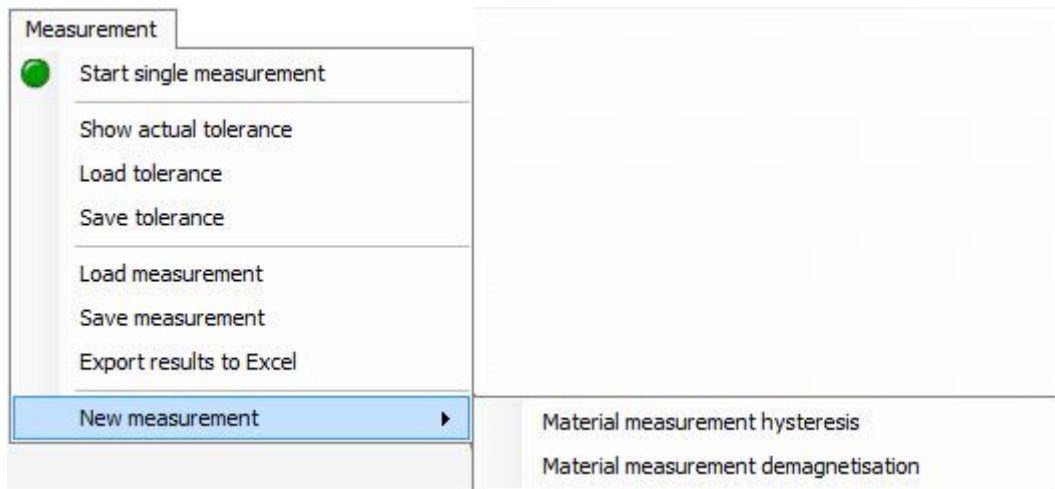 Measurement
Start single measurement
Show actual tolerance
Load tolerance
Save tolerance
Load measurement
Save measurement
Export results to Excel
New measurement
Material measurement hysteresis
Material measurement demagnetisation